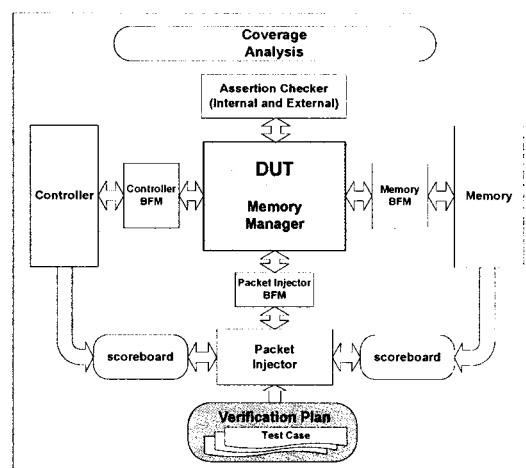 Coverage
Analysis
Assertion Checker
(Internal and External)
DUT
Memory
Manager
Controller
Controller
BFM
Memory
BFM
Memory
Packet Injector
BFM
scoreboard
Packet
Injector
scoreboard
Verification Plan
Test Case